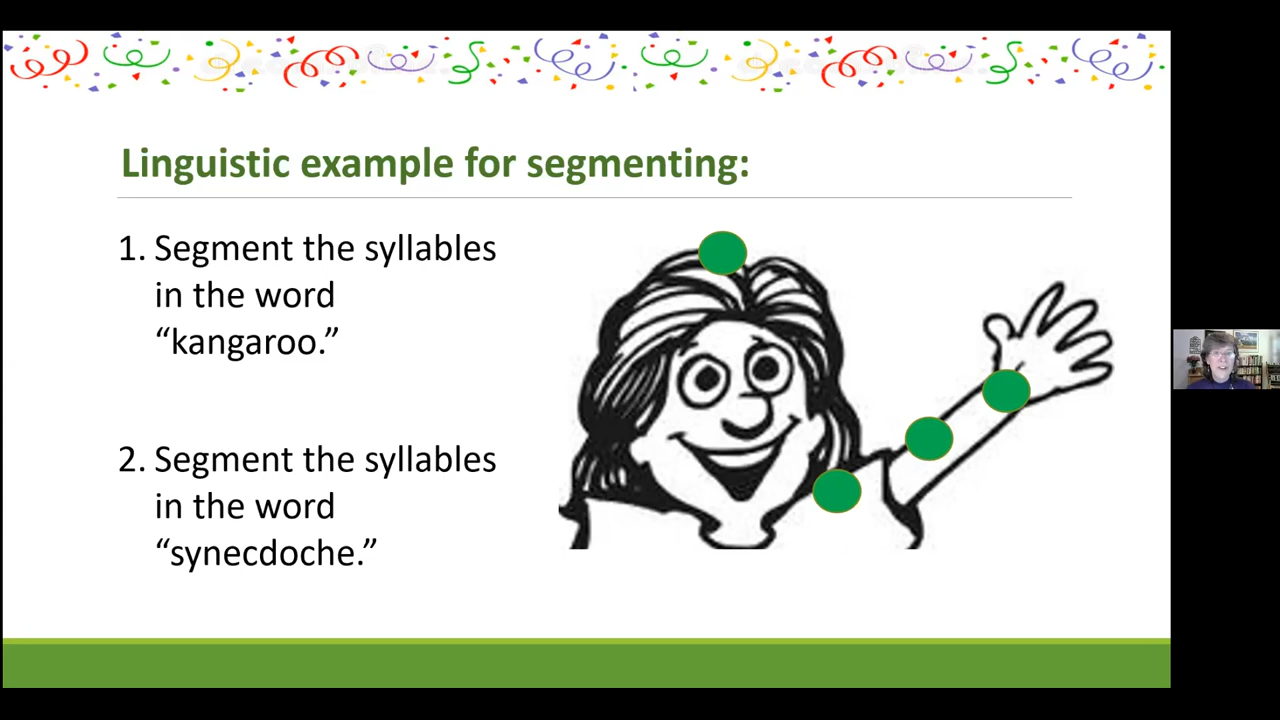 Linguistic example for segmenting:
1. Segment the syllables
in the word
“kangaroo.”
2. Segment the syllables
in the word
“synecdoche.”